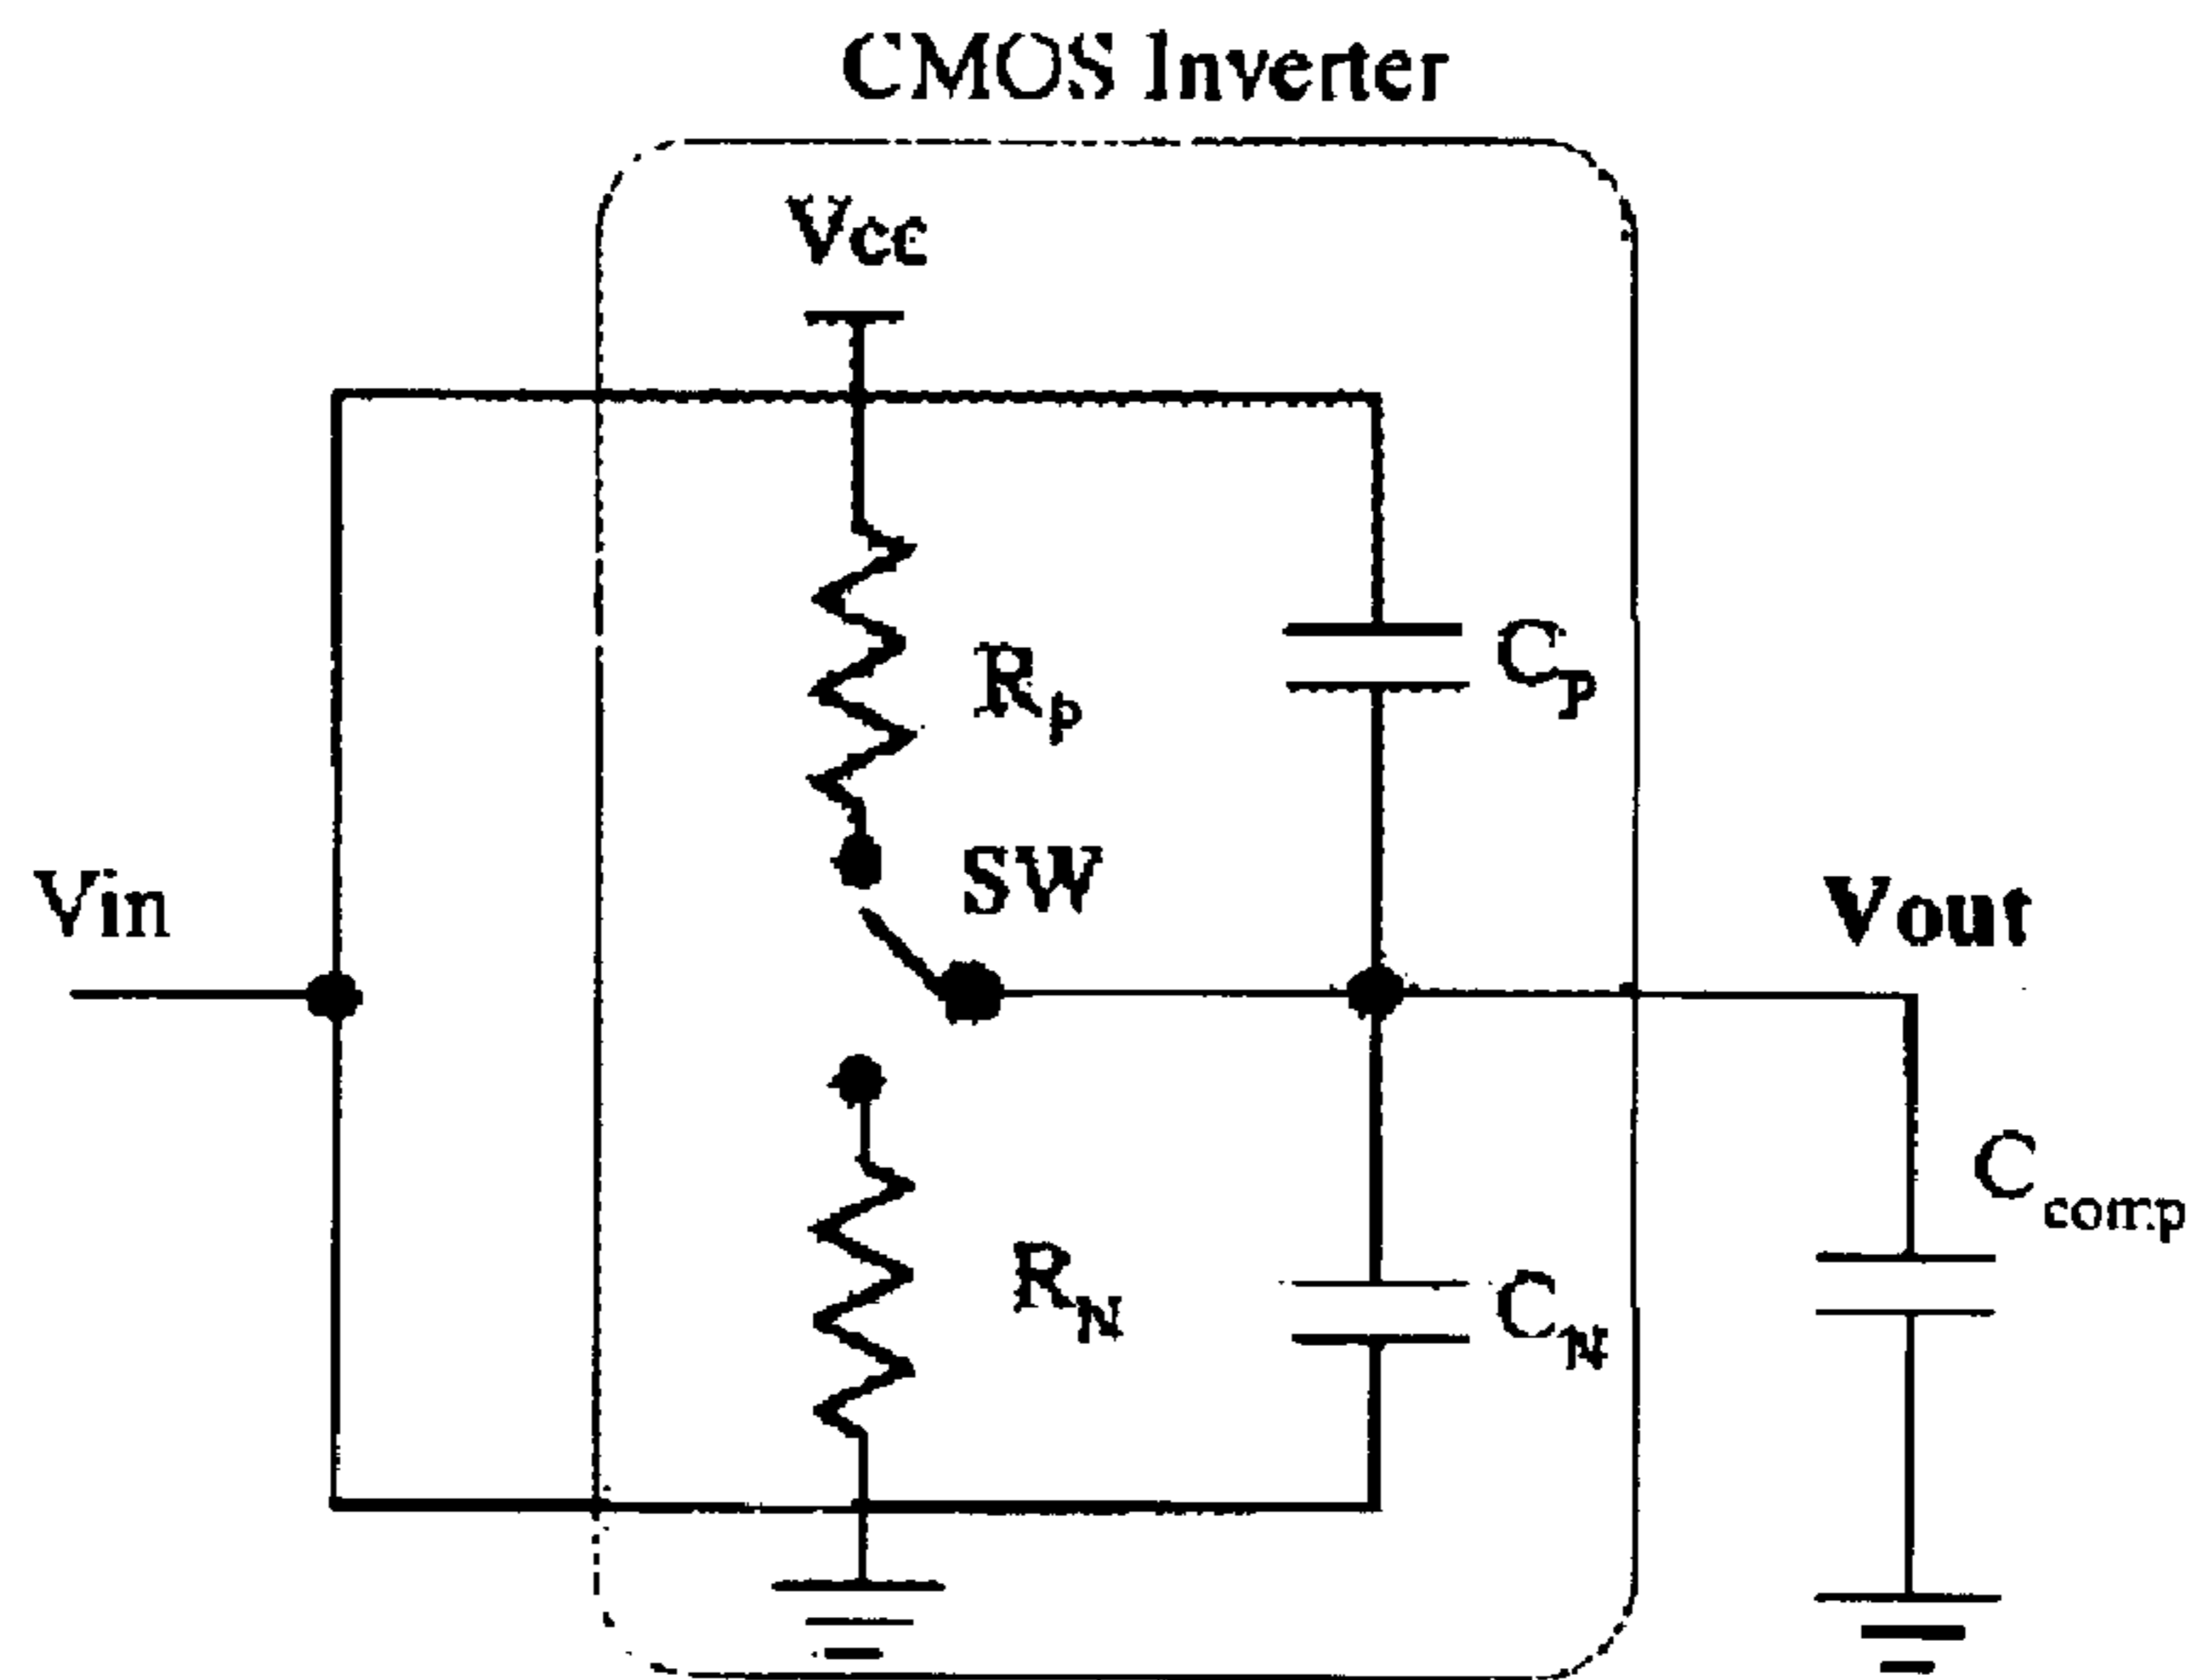 CMOS Inverter
Vcc
Rp
Cp
SW
Vin
Vout
Ccomp
RN
CN